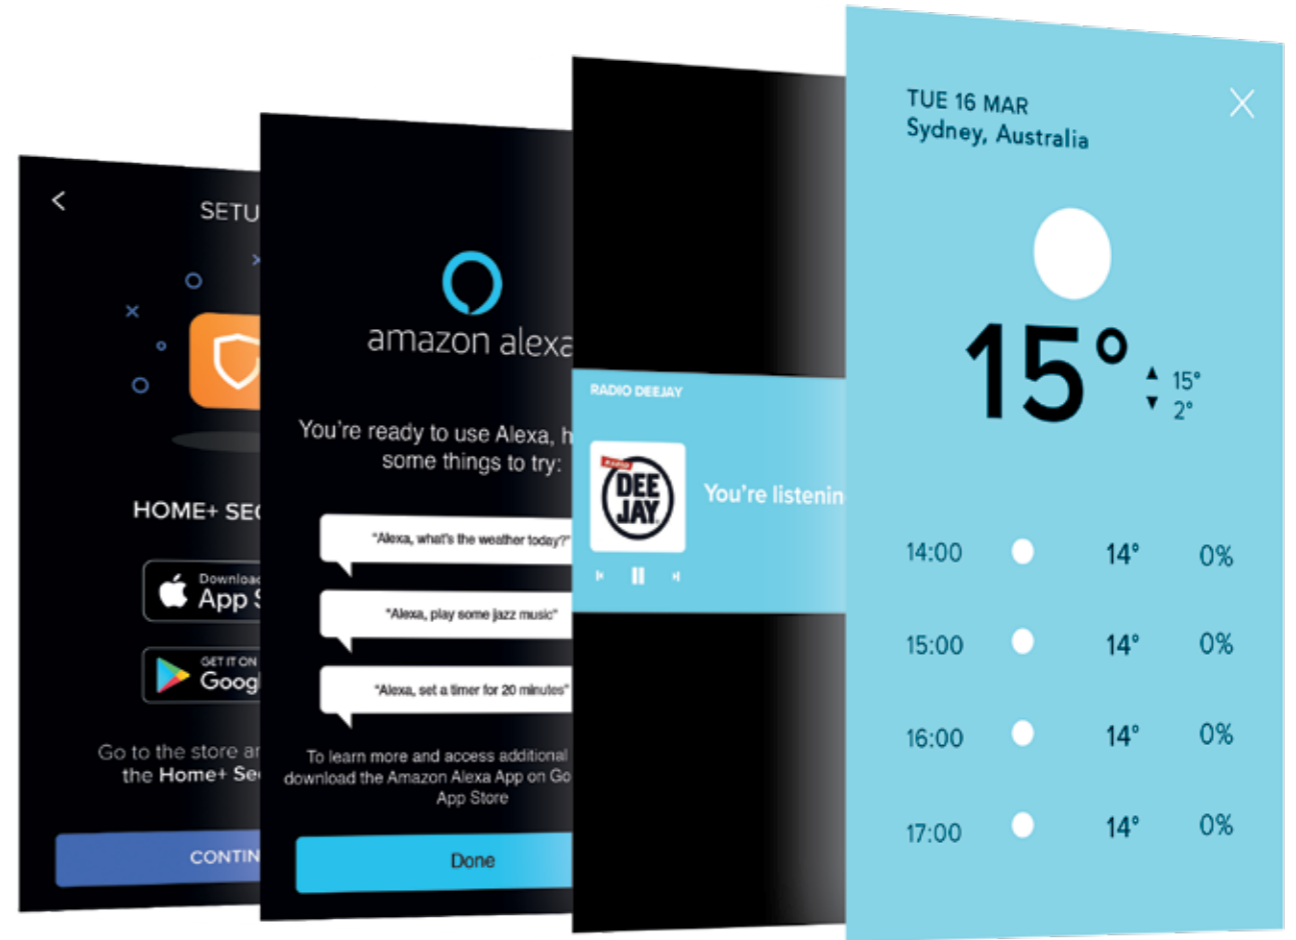 SETU
HOME+ SEC
Download
App S
GET IT ON
Googl
Go to the store an
the Home+ Sec
CONTIN
amazon alexa
You're ready to use Alexa, h
some things to try:
"Alexa, what's the weather today?"
"Alexa, play some jazz music"
"Alexa, set a timer for 20 minutes"
To learn more and access additional
download the Amazon Alexa App on Go
App Store
Done
RADIO DEEJAY
RADIO
DEE
JAY
You're listenin
TUE 16 MAR
Sydney, Australia
15°
15°
2°
14:00 14° 0%
15:00 14° 0%
16:00 14° 0%
17:00 14° 0%